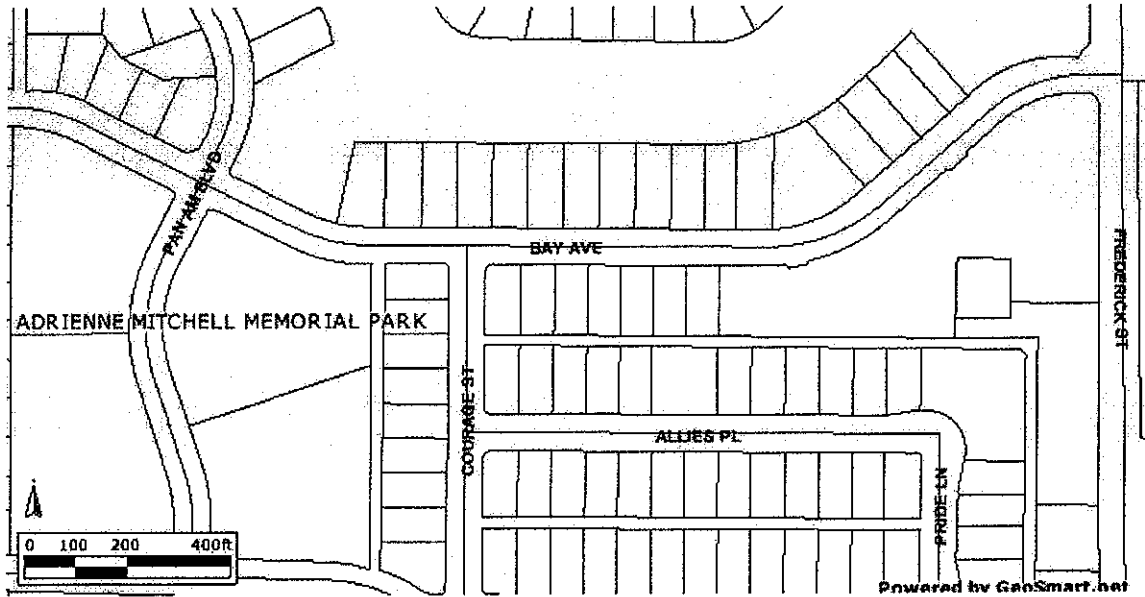 PAN AM BLVD
BAY AVE
FREDERICK ST
ADRIENNE MITCHELL MEMORIAL PARK
COURAGE ST
ALLIES PL
PRIDE LN
0 100 200 400ft
Powered by GeoSmart.net